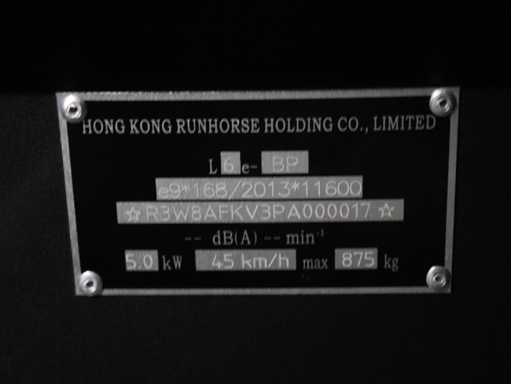 HONG KONG RUNHORSE HOLDING CO., LIMITED
L 6 e- BP
e9*168/2013*11600
☆R3W8AFKV3PA000017☆
-- dB(A) -- min⁻¹
5.0 kW 45 km/h max 875 kg